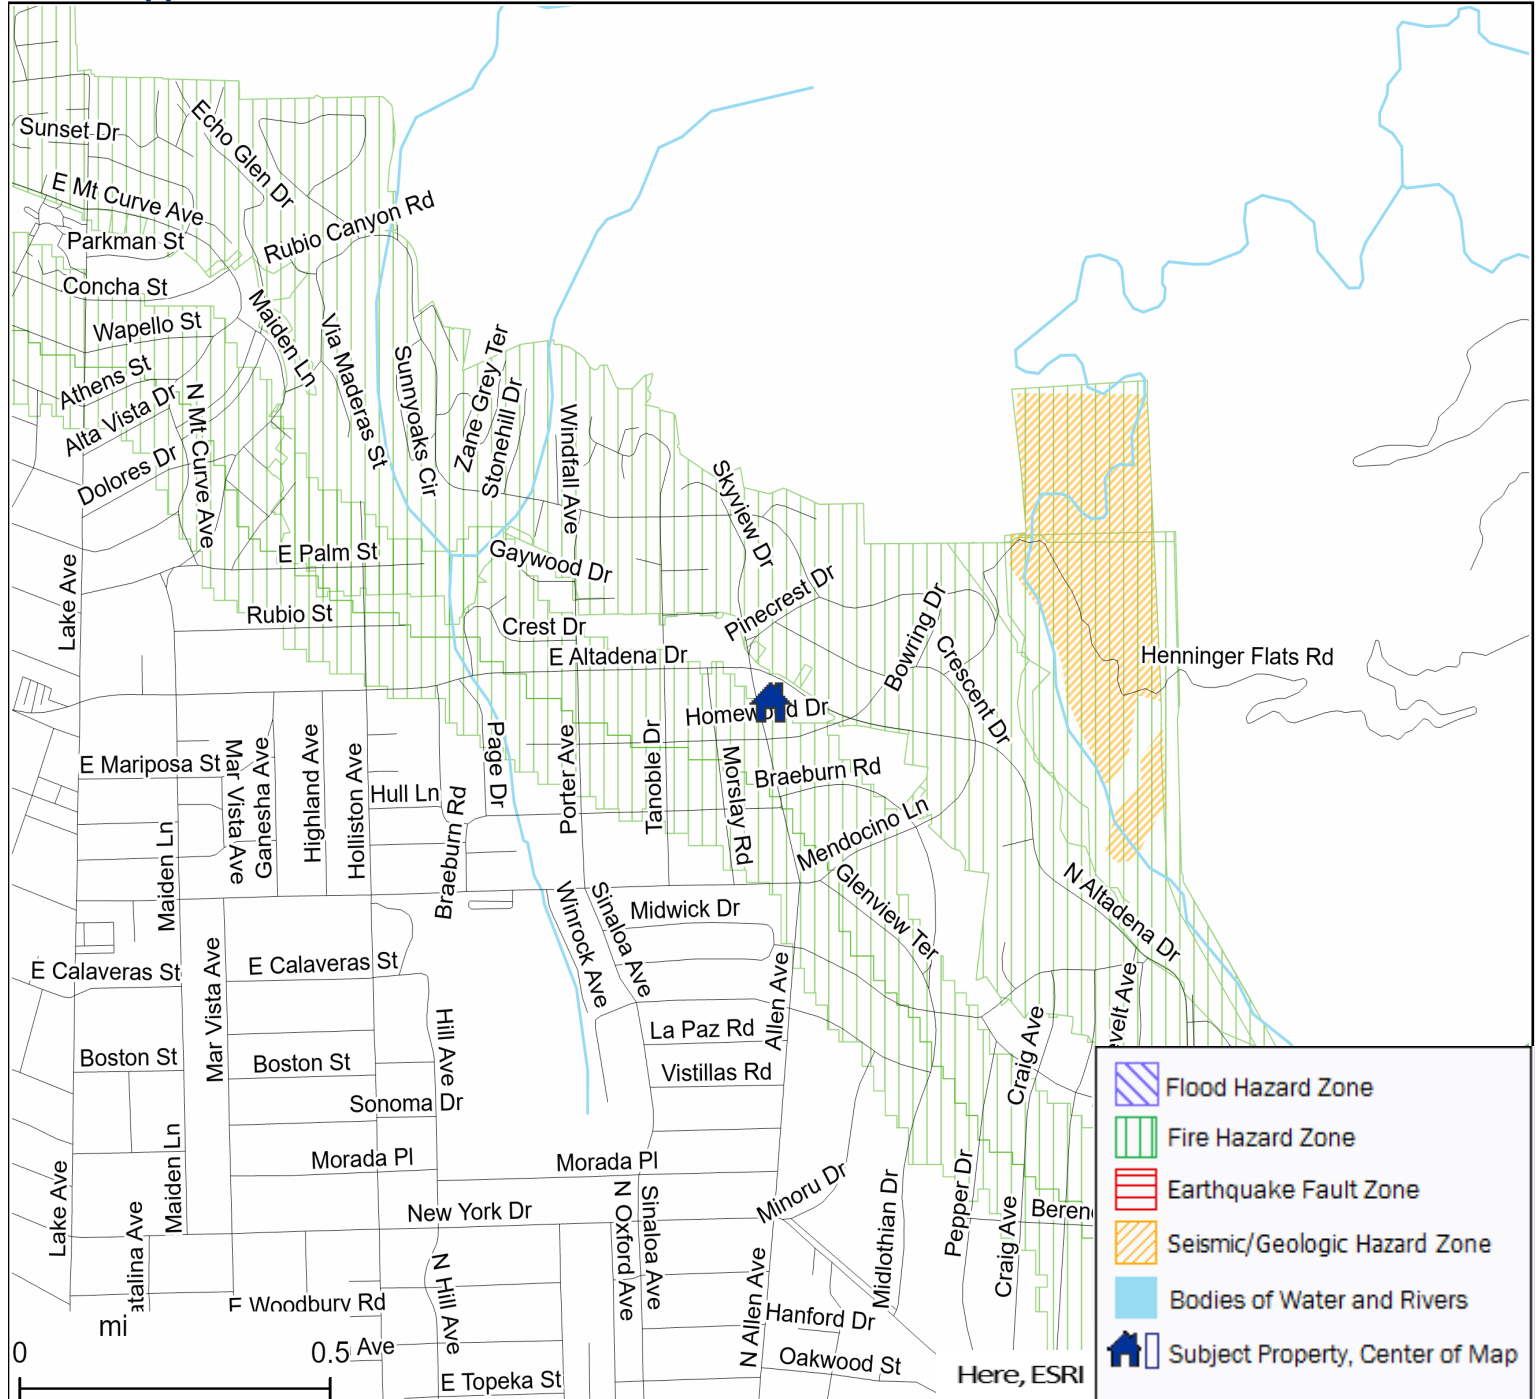 Sunset Dr
Echo Glen Dr
E Mt Curve Ave
Rubio Canyon Rd
Parkman St
Concha St
Maiden Ln
Wapello St
Via Maderas St
Sunnyoaks Cir
Zane Grey Ter
Stonehill Dr
Athens St
Alta Vista Dr
N Mt Curve Ave
Windfall Ave
Dolores Dr
Skyview Dr
E Palm St
Gaywood Dr
Lake Ave
Pinecrest Dr
Rubio St
Crest Dr
Bowring Dr
Crescent Dr
E Altadena Dr
Henninger Flats Rd
Homewood Dr
Page Dr
Porter Ave
Tanoble Dr
Morslay Rd
E Mariposa St
Mar Vista Ave
Ganesha Ave
Highland Ave
Holliston Ave
Hull Ln
Braeburn Rd
Braeburn Rd
Maiden Ln
Mendocino Ln
Glenview Ter
N Altadena Dr
Winrock Ave
Sinaloa Ave
Midwick Dr
E Calaveras St
E Calaveras St
Mar Vista Ave
Allen Ave
Craig Ave
evelt Ave
La Paz Rd
Hill Ave
Boston St
Boston St
Vistillas Rd
Sonoma Dr
Maiden Ln
Morada Pl
Morada Pl
Lake Ave
atalina Ave
New York Dr
N Oxford Ave
Sinaloa Ave
Minoru Dr
Midlothian Dr
Pepper Dr
Craig Ave
Beren
N Hill Ave
N Allen Ave
E Woodbury Rd
Hanford Dr
Ave
Oakwood St
E Topeka St
mi
0 0.5
Here, ESRI
Flood Hazard Zone
Fire Hazard Zone
Earthquake Fault Zone
Seismic/Geologic Hazard Zone
Bodies of Water and Rivers
Subject Property, Center of Map